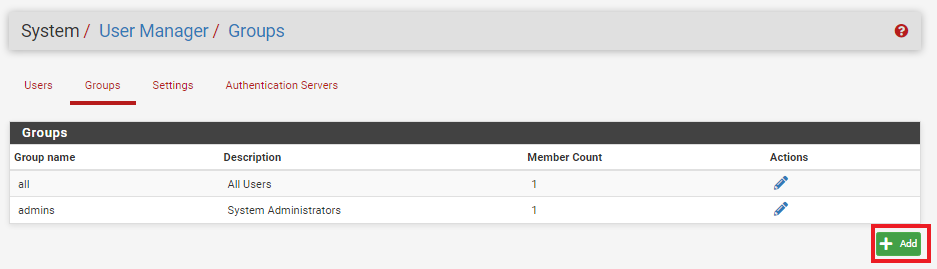 System / User Manager / Groups
Users Groups Settings Authentication Servers
Groups
Group name Description Member Count Actions
all All Users 1
admins System Administrators 1
Add